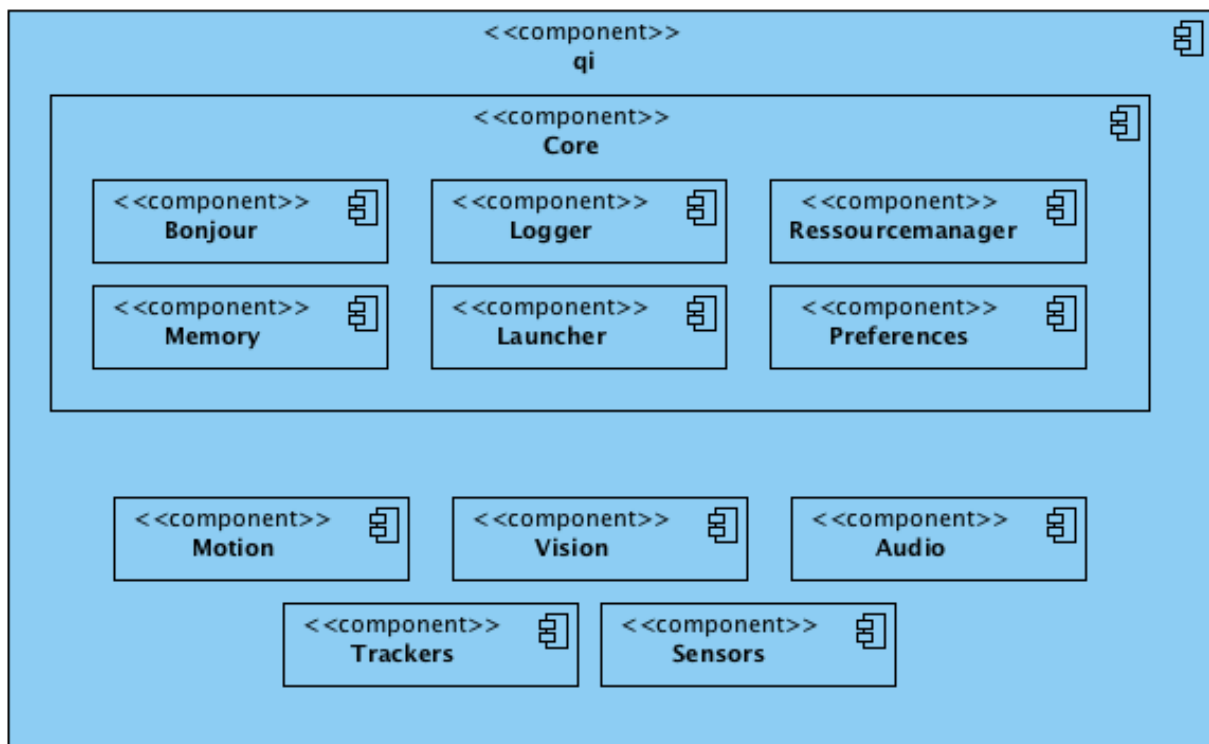 <<component>>
qi
<<component>>
Core
<<component>>
Bonjour
<<component>>
Logger
<<component>>
Ressourcemanager
<<component>>
Memory
<<component>>
Launcher
<<component>>
Preferences
<<component>>
Motion
<<component>>
Vision
<<component>>
Audio
<<component>>
Trackers
<<component>>
Sensors